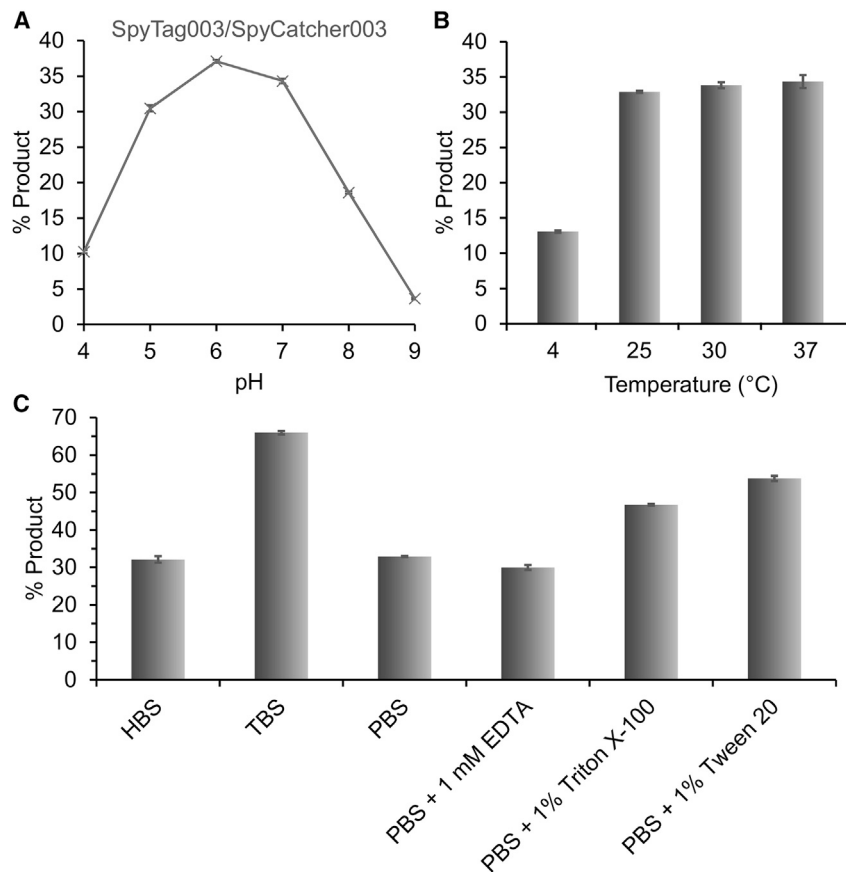 A
SpyTag003/SpyCatcher003
% Product
40
35
30
25
20
15
10
5
0
4 5 6 7 8 9
pH
B
% Product
40
35
30
25
20
15
10
5
0
4 25 30 37
Temperature (°C)
C
% Product
70
60
50
40
30
20
10
0
HBS
TBS
PBS
PBS + 1 mM EDTA
PBS + 1% Triton X-100
PBS + 1% Tween 20